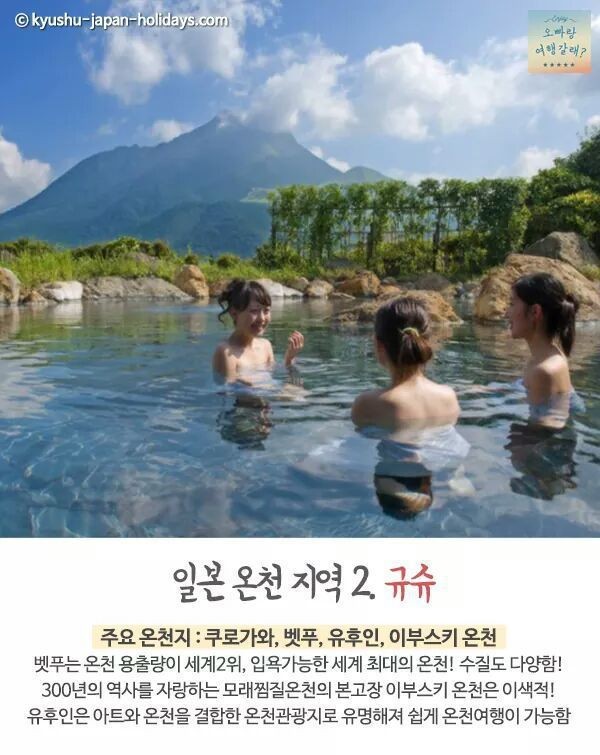 © kyushu-japan-holidays.com
Enjoy
오빠랑
여행갈래?
★★★★★
일본 온천 지역 2. 규슈
주요 온천지 : 쿠로가와, 벳푸, 유후인, 이부스키 온천
벳푸는 온천 용출량이 세계2위, 입욕가능한 세계 최대의 온천! 수질도 다양함!
300년의 역사를 자랑하는 모래찜질온천의 본고장 이부스키 온천은 이색적!
유후인은 아트와 온천을 결합한 온천관광지로 유명해져 쉽게 온천여행이 가능함